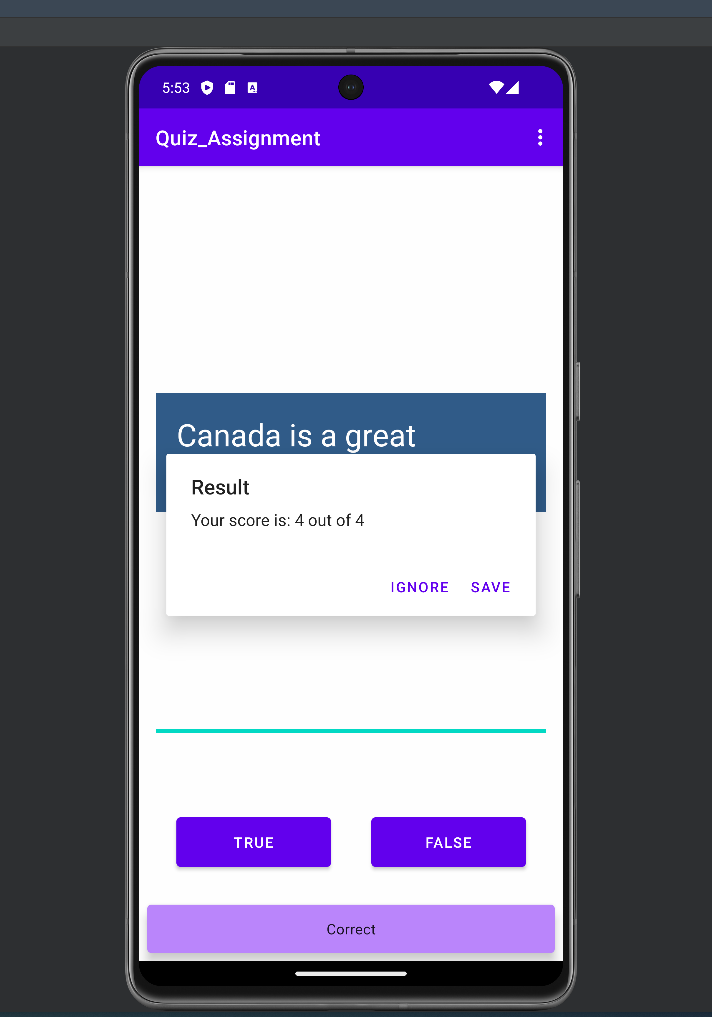 5:53
Quiz_Assignment
Canada is a great
Result
Your score is: 4 out of 4
IGNORE SAVE
TRUE FALSE
Correct